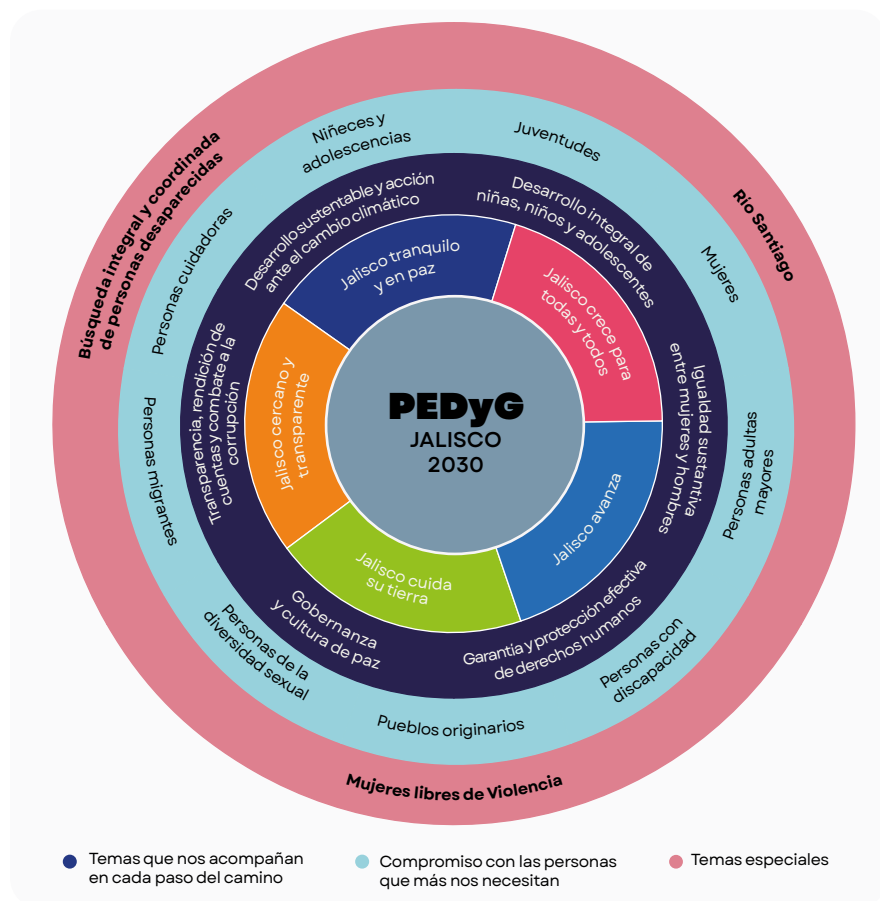 Búsqueda integral y coordinada
de personas desaparecidas
Río Santiago
Mujeres libres de Violencia
Niñeces y
adolescencias
Juventudes
Mujeres
Personas adultas
mayores
Personas con
discapacidad
Pueblos originarios
Personas de la
diversidad sexual
Personas migrantes
Personas cuidadoras
Desarrollo sustentable y acción
ante el cambio climático
Desarrollo integral de
niñas, niños y adolescentes
Igualdad sustantiva
entre mujeres y hombres
Garantía y protección efectiva
de derechos humanos
Gobernanza
y cultura de paz
Transparencia, rendición de
cuentas y combate a la
corrupción
Jalisco tranquilo
y en paz
Jalisco crece para
todas y todos
Jalisco avanza
Jalisco cuida
su tierra
Jalisco cercano y
transparente
PEDyG
JALISCO
2030
Temas que nos acompañan
en cada paso del camino
Compromiso con las personas
que más nos necesitan
Temas especiales